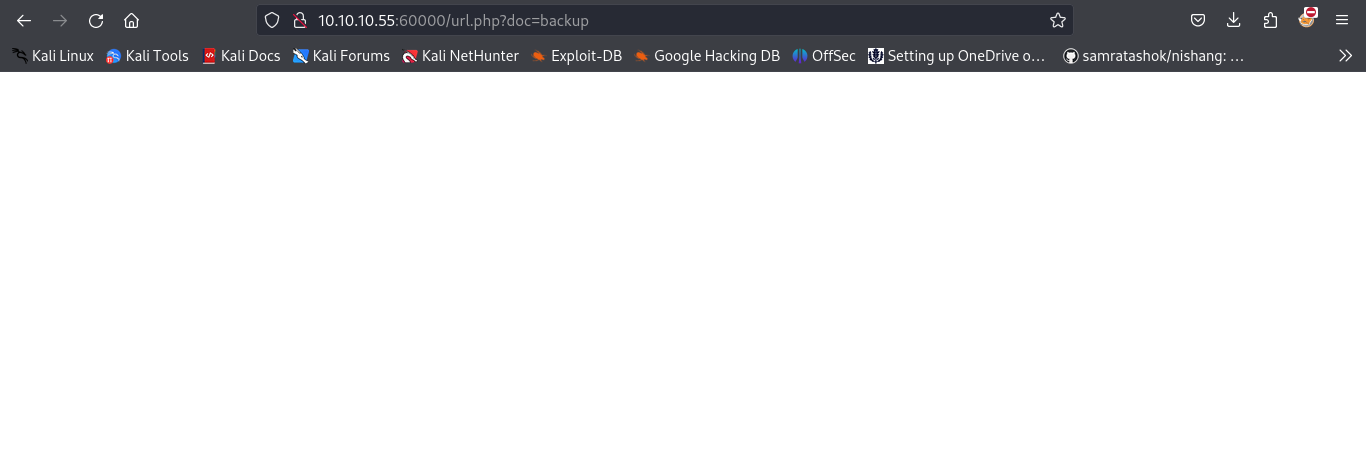 10.10.10.55:60000/url.php?doc=backup
Kali Linux Kali Tools Kali Docs Kali Forums Kali NetHunter Exploit-DB Google Hacking DB OffSec Setting up OneDrive o… samratashok/nishang: …